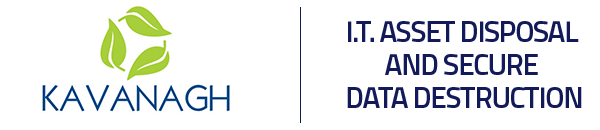 KAVANAGH
I.T. ASSET DISPOSAL
AND SECURE
DATA DESTRUCTION